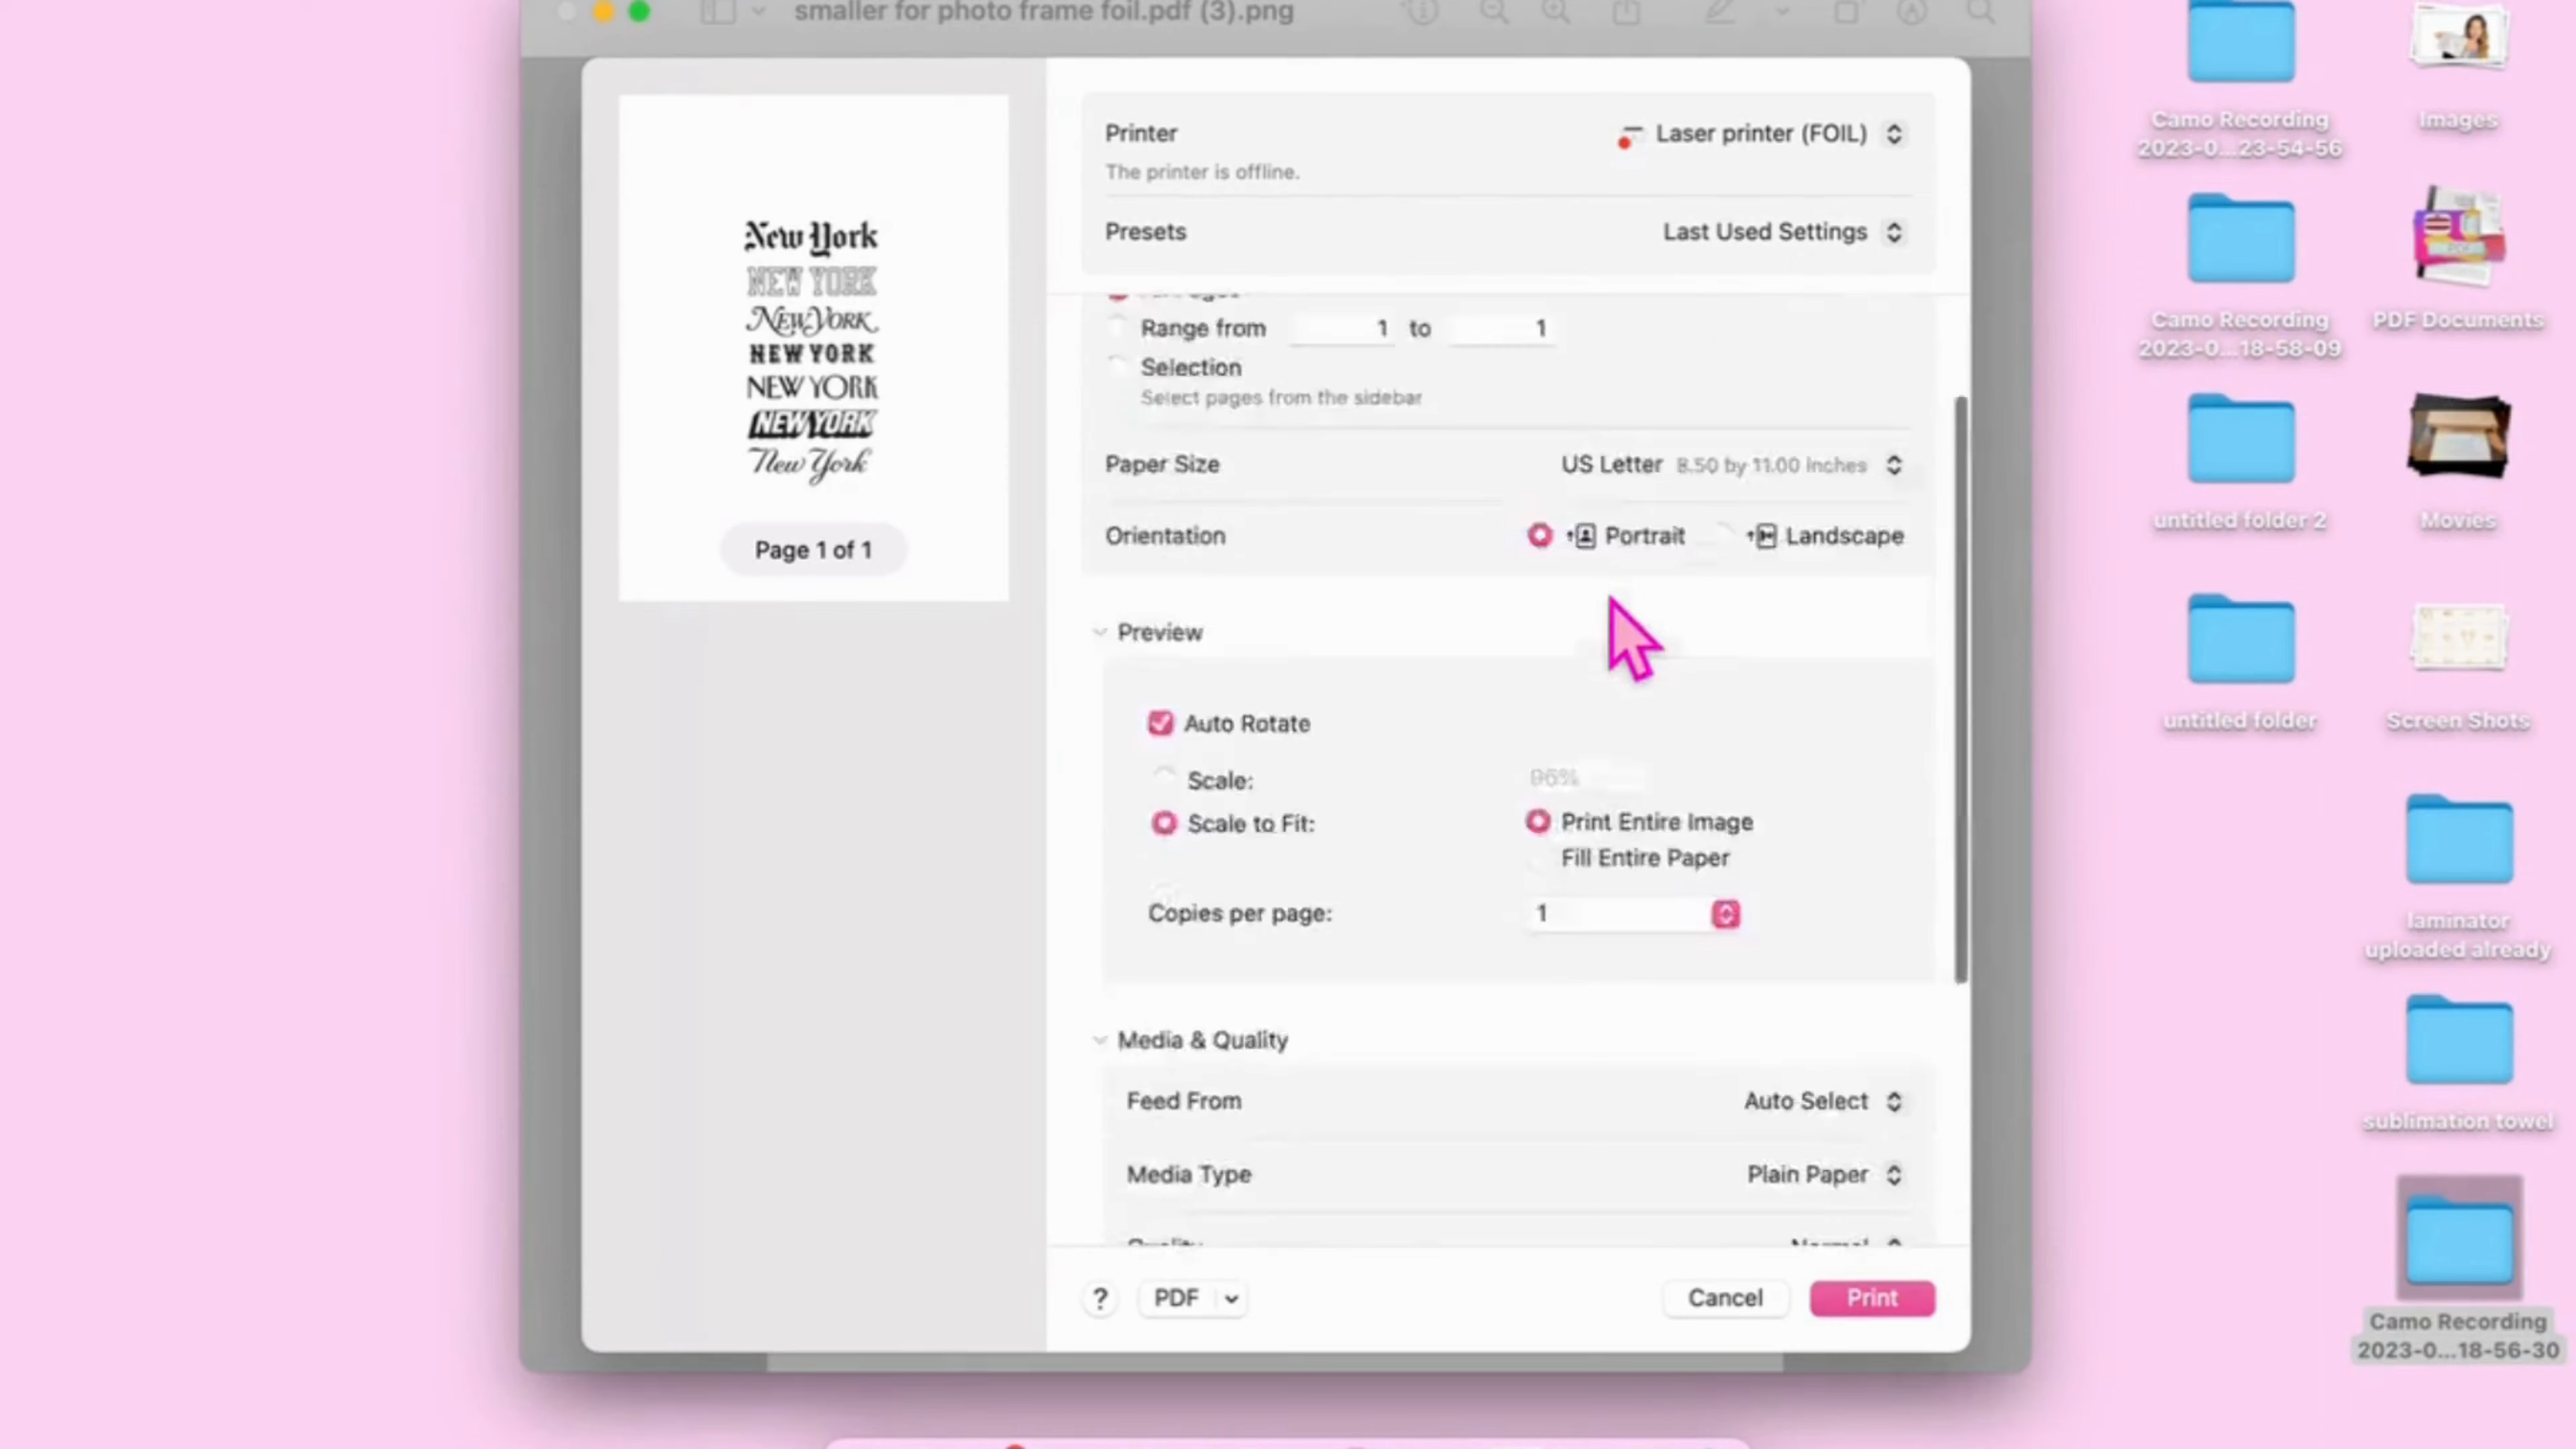 smaller for photo frame foil.pdf (3).png
New York
NEW YORK
NEW YORK
NEW YORK
NEW YORK
NEW YORK
New York
Page 1 of 1
Printer
Laser printer (FOIL)
The printer is offline.
Presets
Last Used Settings
Range from 1 to 1
Selection
Select pages from the sidebar
Paper Size
US Letter 8.50 by 11.00 inches
Orientation
Portrait
Landscape
Preview
Auto Rotate
Scale:
96%
Scale to Fit:
Print Entire Image
Fill Entire Paper
Copies per page:
1
Media & Quality
Feed From
Auto Select
Media Type
Plain Paper
Quality
Normal
?
PDF
Cancel
Print
Camo Recording
2023-0...23-54-56
Images
Camo Recording
2023-0...18-58-09
PDF Documents
untitled folder 2
Movies
untitled folder
Screen Shots
laminator
uploaded already
sublimation towel
Camo Recording
2023-0...18-56-30